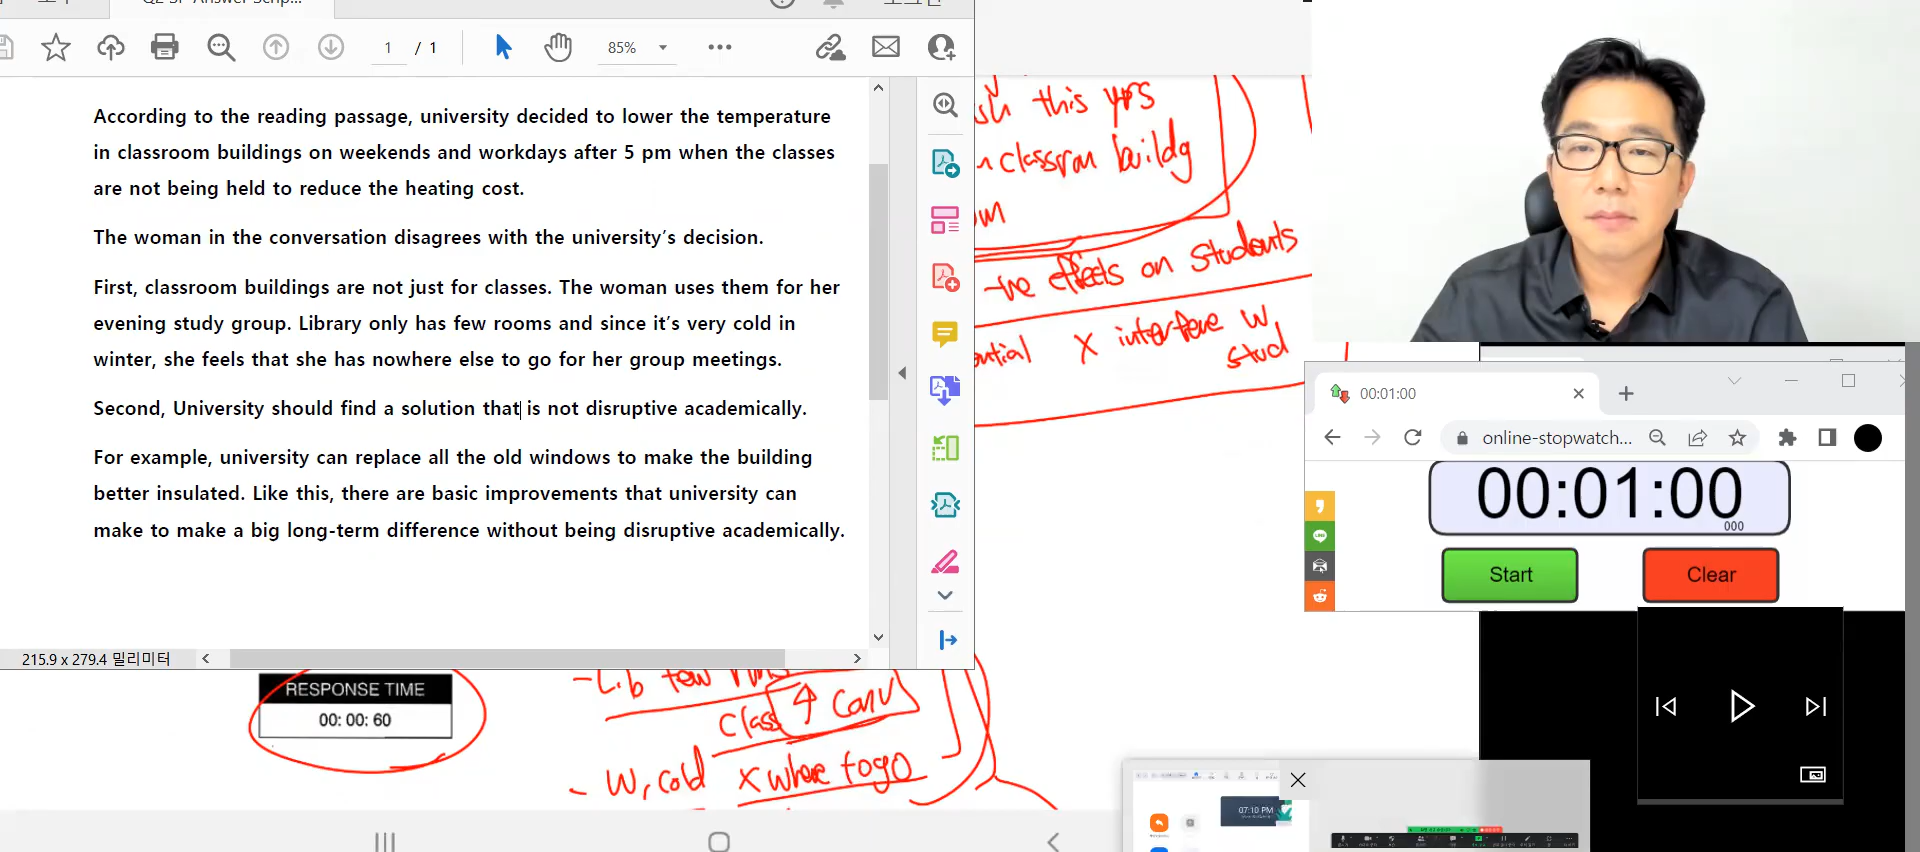 1 / 1
85%
According to the reading passage, university decided to lower the temperature
in classroom buildings on weekends and workdays after 5 pm when the classes
are not being held to reduce the heating cost.
The woman in the conversation disagrees with the university's decision.
First, classroom buildings are not just for classes. The woman uses them for her
evening study group. Library only has few rooms and since it's very cold in
winter, she feels that she has nowhere else to go for her group meetings.
Second, University should find a solution that is not disruptive academically.
For example, university can replace all the old windows to make the building
better insulated. Like this, there are basic improvements that university can
make to make a big long-term difference without being disruptive academically.
215.9 x 279.4 밀리미터
this yrs
classrom buildg
-ve effects on students
X interfere w,
stud
00:01:00
online-stopwatch...
00:01:00
000
Start
Clear
RESPONSE TIME
00: 00: 60
-Lib few rms
class ↑ Conv
- W, cold X where to go
07:10 PM